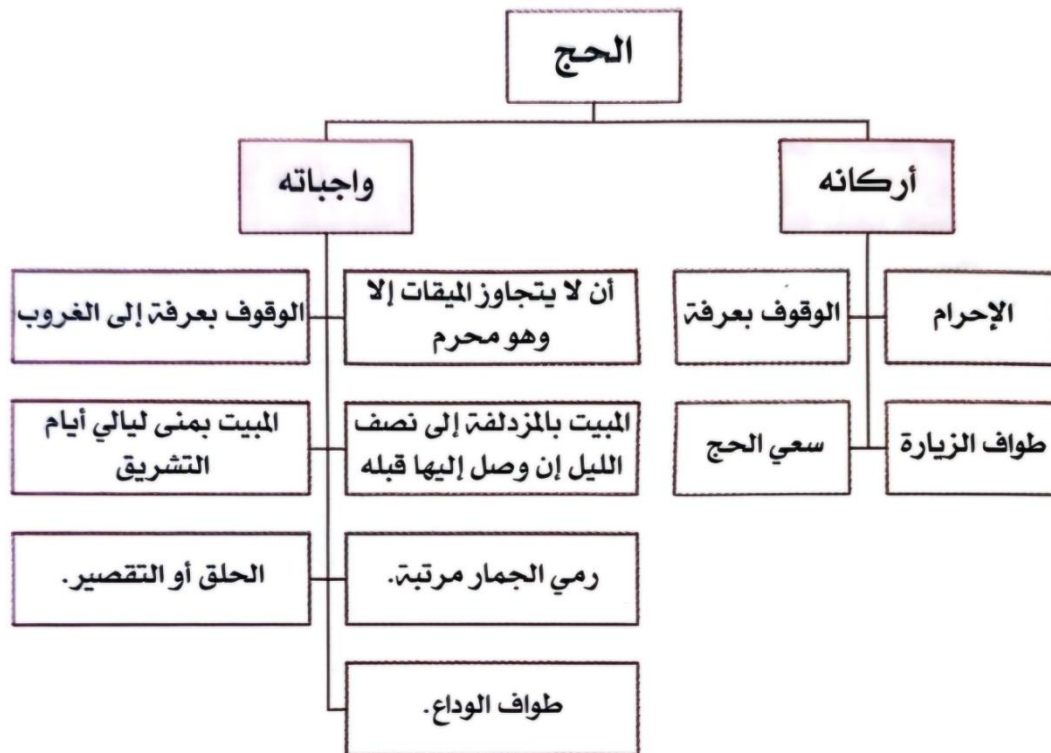 الحج
أركانه
واجباته
الإحرام
الوقوف بعرفة
طواف الزيارة
سعي الحج
أن لا يتجاوز الميقات إلا
وهو محرم
الوقوف بعرفة إلى الغروب
المبيت بالمزدلفة إلى نصف
الليل إن وصل إليها قبله
المبيت بمنى ليالي أيام
التشريق
رمي الجمار مرتبة.
الحلق أو التقصير.
طواف الوداع.